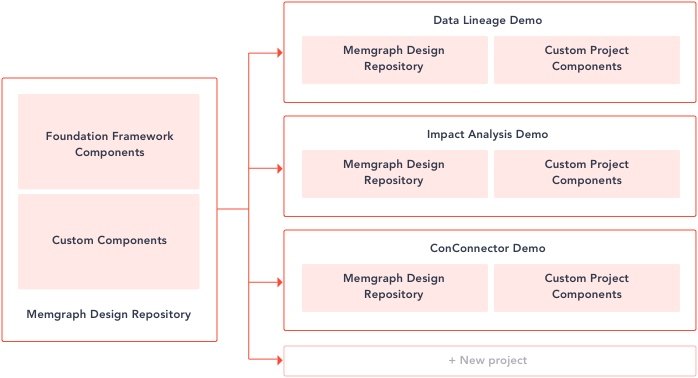 Foundation Framework
Components
Custom Components
Memgraph Design Repository
Data Lineage Demo
Memgraph Design
Repository
Custom Project
Components
Impact Analysis Demo
Memgraph Design
Repository
Custom Project
Components
ConConnector Demo
Memgraph Design
Repository
Custom Project
Components
+ New project